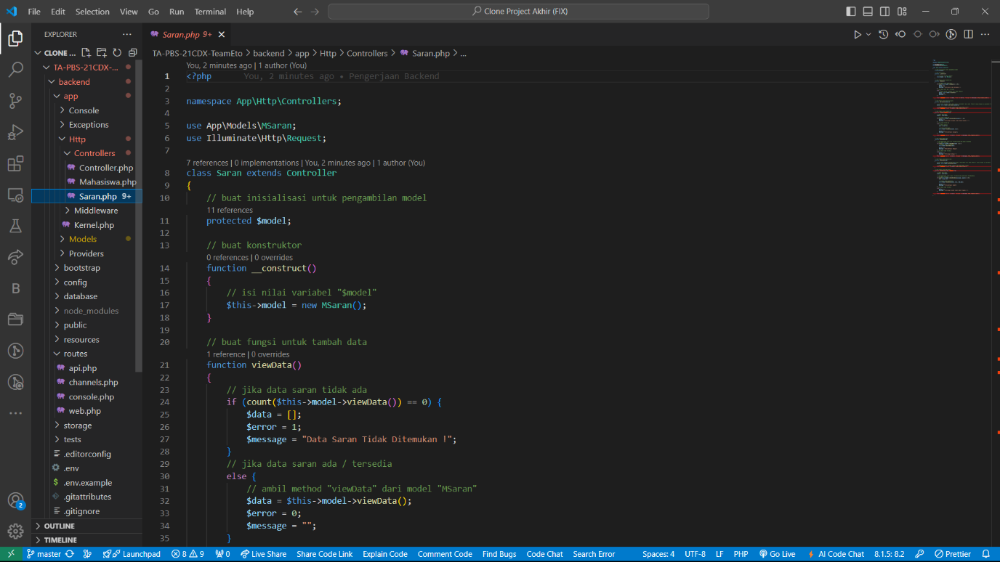 File Edit Selection View Go Run Terminal Help
Clone Project Akhir (FIX)
EXPLORER
Saran.php 9+
CLONE ...
TA-PBS-21CDX-TeamEto > backend > app > Http > Controllers > Saran.php > ...
TA-PBS-21CDX-...
backend
app
Console
Exceptions
Http
Controllers
Controller.php
Mahasiswa.php
Saran.php 9+
Middleware
Kernel.php
Models
Providers
bootstrap
config
database
node_modules
public
resources
routes
api.php
channels.php
console.php
web.php
storage
tests
.editorconfig
.env
$ .env.example
.gitattributes
.gitignore
OUTLINE
TIMELINE
2
You, 2 minutes ago | 1 author (You)
1 <?php You, 2 minutes ago • Pengerjaan Backend
2
3 namespace App\Http\Controllers;
4
5 use App\Models\MSaran;
6 use Illuminate\Http\Request;
7
7 references | 0 implementations | You, 2 minutes ago | 1 author (You)
8 class Saran extends Controller
9 {
10 // buat inisialisasi untuk pengambilan model
11 references
11 protected $model;
12
13 // buat konstruktor
0 references | 0 overrides
14 function __construct()
15 {
16 // isi nilai variabel "$model"
17 $this->model = new MSaran();
18 }
19
20 // buat fungsi untuk tambah data
1 reference | 0 overrides
21 function viewData()
22 {
23 // jika data saran tidak ada
24 if (count($this->model->viewData()) == 0) {
25 $data = [];
26 $error = 1;
27 $message = "Data Saran Tidak Ditemukan !";
28 }
29 // jika data saran ada / tersedia
30 else {
31 // ambil method "viewData" dari model "MSaran"
32 $data = $this->model->viewData();
33 $error = 0;
34 $message = "";
35 }
master Launchpad 8 9 0 Live Share Share Code Link Explain Code Comment Code Find Bugs Code Chat Search Error Spaces: 4 UTF-8 LF PHP Go Live AI Code Chat 8.1.5: 8.2 Prettier